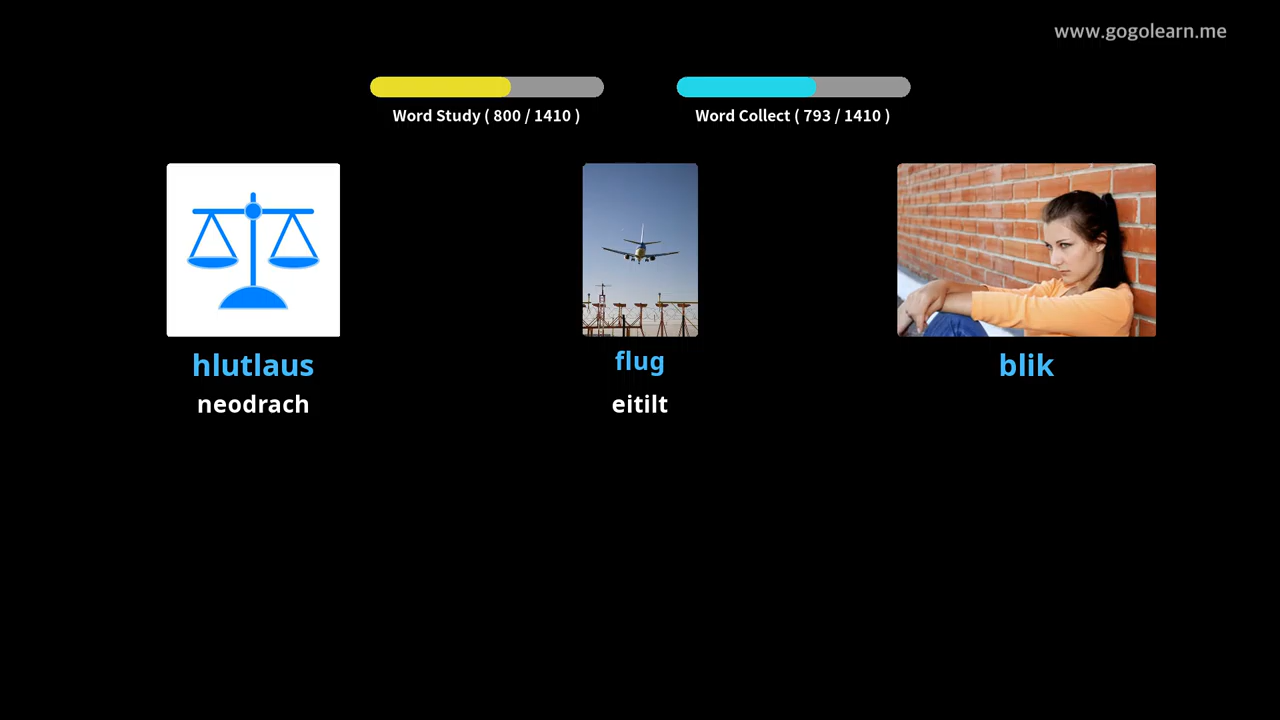 www.gogolearn.me
Word Study ( 800 / 1410 )
Word Collect ( 793 / 1410 )
hlutlaus
neodrach
flug
eitilt
blik